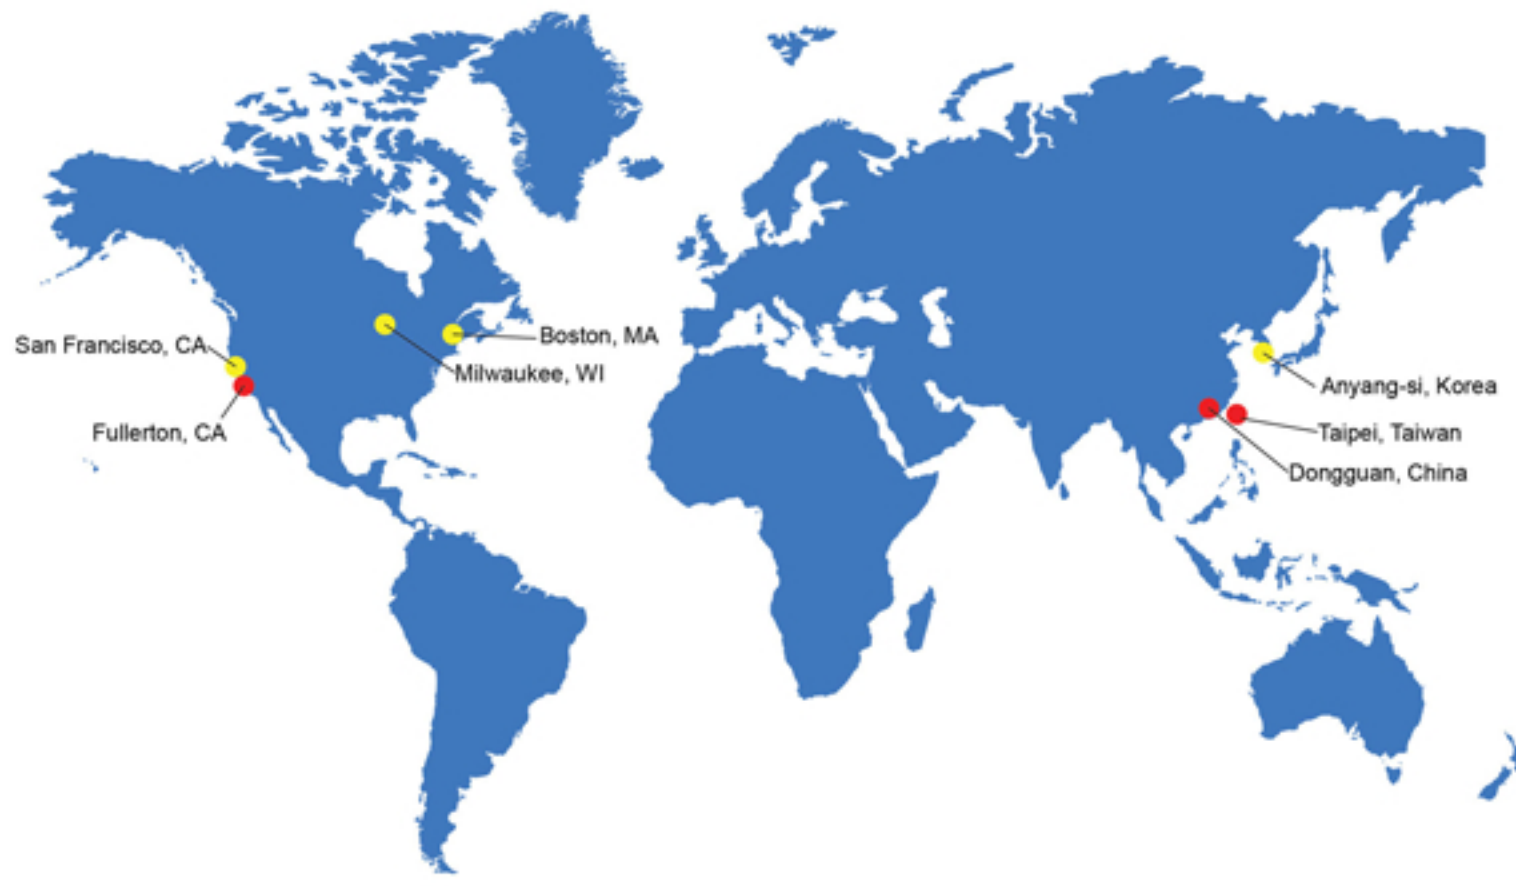 Boston, MA
San Francisco, CA
Milwaukee, WI
Anyang-si, Korea
Fullerton, CA
Taipei, Taiwan
Dongguan, China